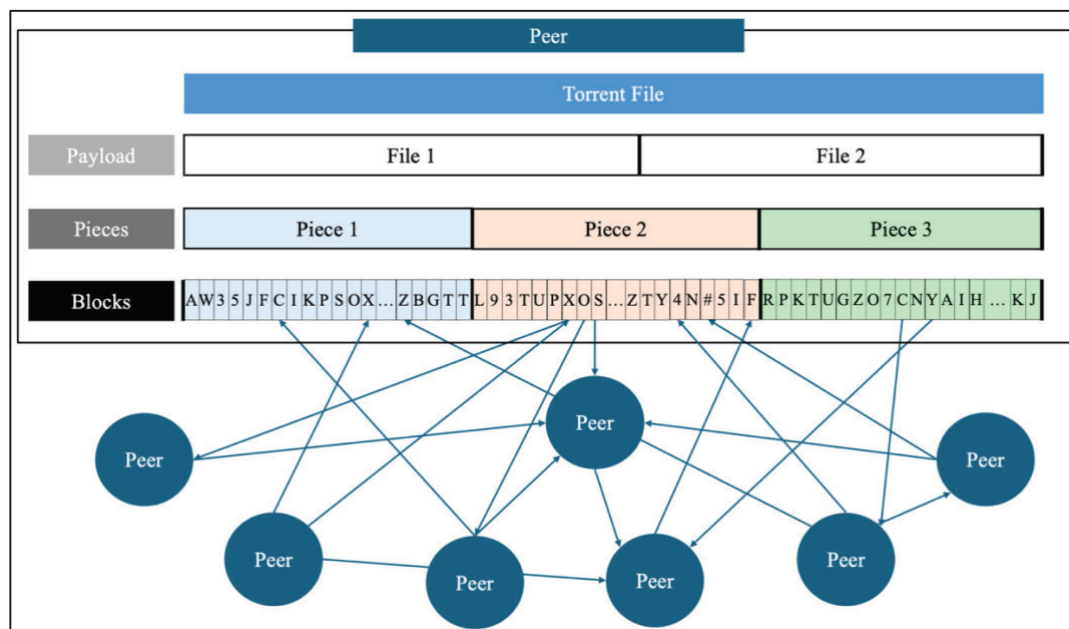 Peer
Torrent File
Payload File 1 File 2
Pieces Piece 1 Piece 2 Piece 3
Blocks A W 3 5 J F C I K P S O X ... Z B G T T L 9 3 T U P X O S ... Z T Y 4 N # 5 I F R P K T U G Z O 7 C N Y A I H ... K J
Peer
Peer Peer
Peer Peer
Peer Peer